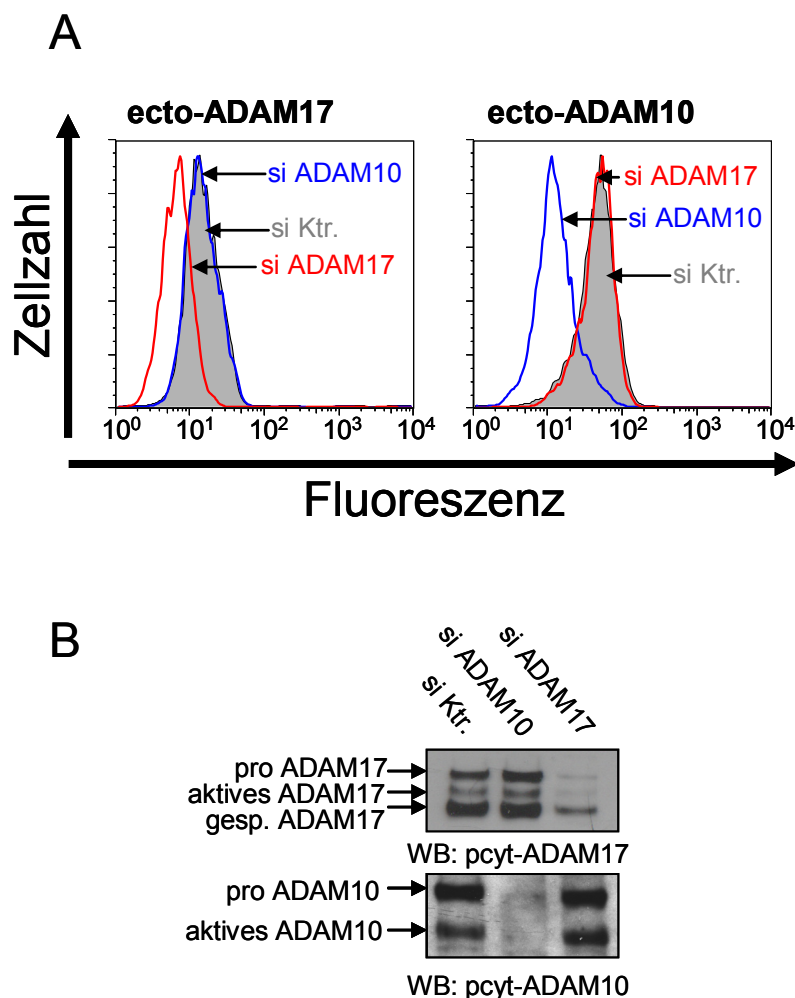 A
ecto-ADAM17
ecto-ADAM10
Zellzahl
si ADAM10
si Ktr.
si ADAM17
si ADAM17
si ADAM10
si Ktr.
10⁰ 10¹ 10² 10³ 10⁴
10⁰ 10¹ 10² 10³ 10⁴
Fluoreszenz
B
si Ktr.
si ADAM10
si ADAM17
pro ADAM17
aktives ADAM17
gesp. ADAM17
WB: pcyt-ADAM17
pro ADAM10
aktives ADAM10
WB: pcyt-ADAM10